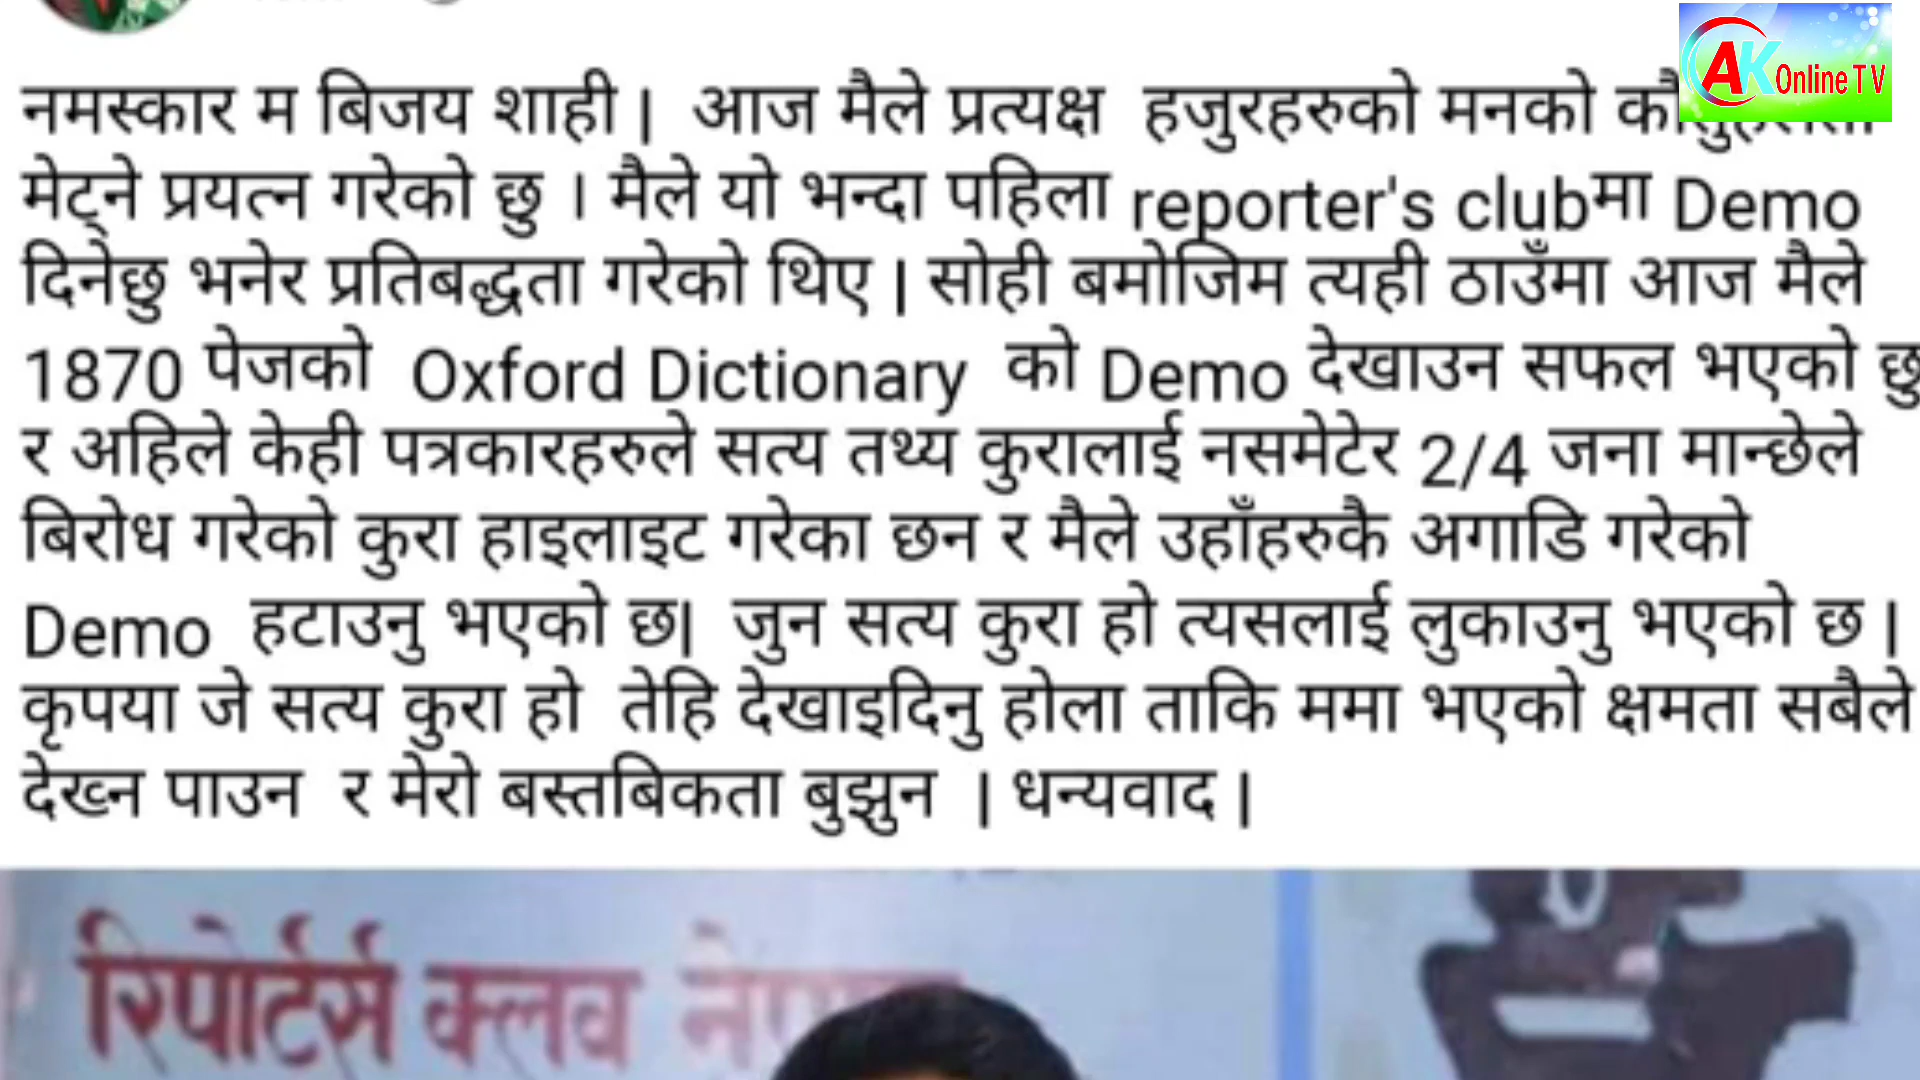 AK Online TV
नमस्कार म बिजय शाही | आज मैले प्रत्यक्ष हजुरहरुको मनको
मेट्ने प्रयत्न गरेको छु । मैले यो भन्दा पहिला reporter's clubमा Demo
दिनेछु भनेर प्रतिबद्धता गरेको थिए | सोही बमोजिम त्यही ठाउँमा आज मैले
1870 पेजको Oxford Dictionary को Demo देखाउन सफल भएको छु
र अहिले केही पत्रकारहरुले सत्य तथ्य कुरालाई नसमेटेर 2/4 जना मान्छेले
बिरोध गरेको कुरा हाइलाइट गरेका छन र मैले उहाँहरुकै अगाडि गरेको
Demo हटाउनु भएको छ| जुन सत्य कुरा हो त्यसलाई लुकाउनु भएको छ |
कृपया जे सत्य कुरा हो तेहि देखाइदिनु होला ताकि ममा भएको क्षमता सबैले
देख्न पाउन र मेरो बस्तबिकता बुझुन | धन्यवाद |
रिपोर्टर्स क्लव